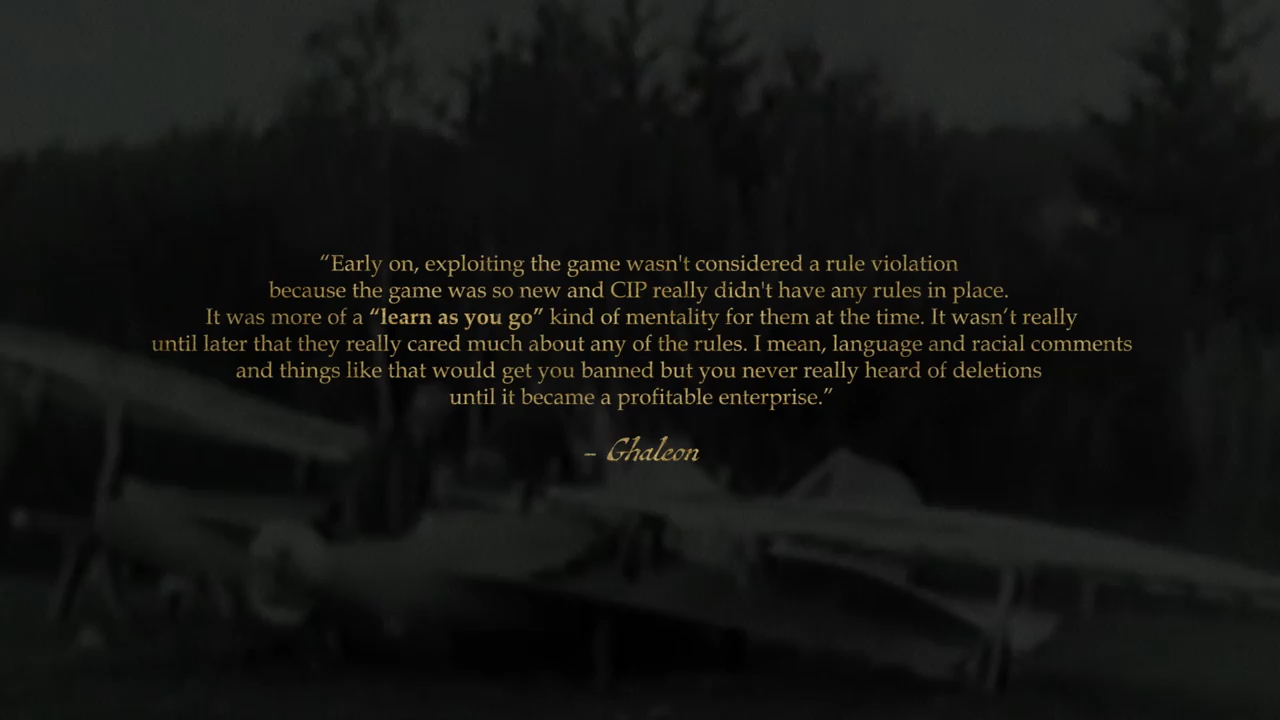 “Early on, exploiting the game wasn't considered a rule violation
because the game was so new and CIP really didn't have any rules in place.
It was more of a “learn as you go” kind of mentality for them at the time. It wasn’t really
until later that they really cared much about any of the rules. I mean, language and racial comments
and things like that would get you banned but you never really heard of deletions
until it became a profitable enterprise.”
– Ghaleon